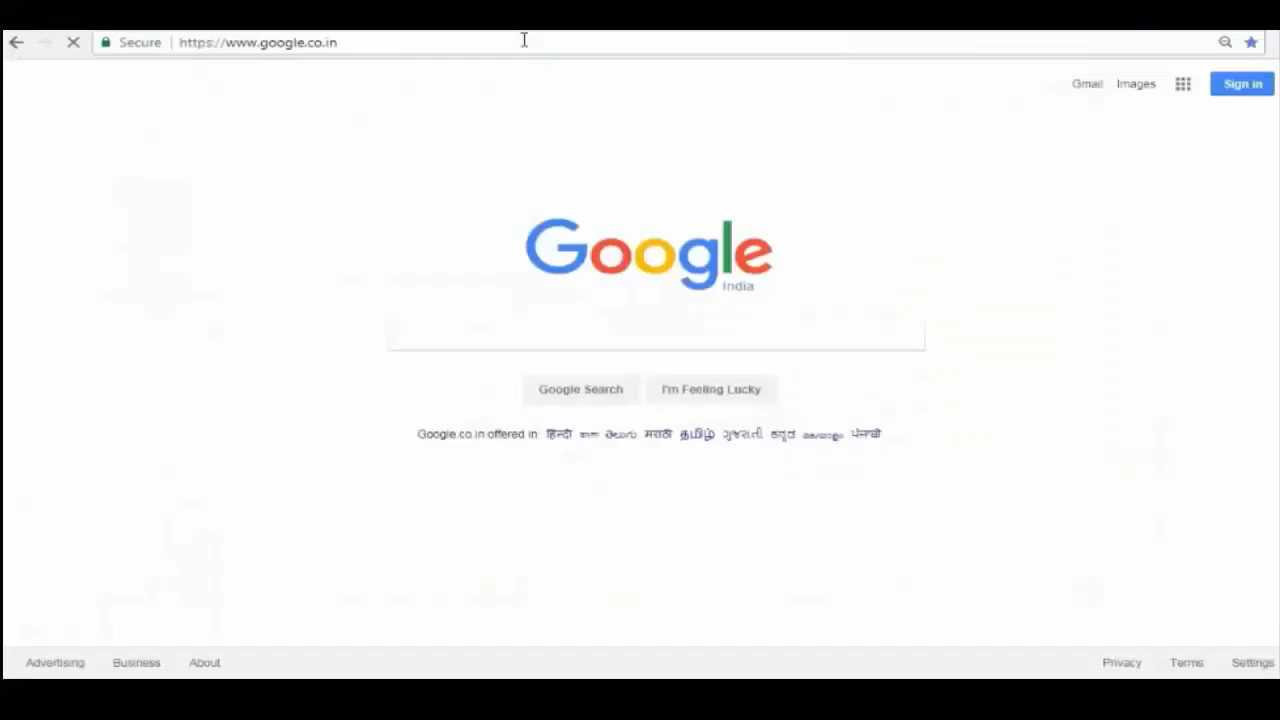 Secure https://www.google.co.in
Gmail Images Sign in
Google
India
Google Search I'm Feeling Lucky
Google.co.in offered in: हिन्दी বাংলা తెలుగు मराठी தமிழ் ગુજરાતી ಕನ್ನಡ മലയാളം ਪੰਜਾਬੀ
Advertising Business About Privacy Terms Settings